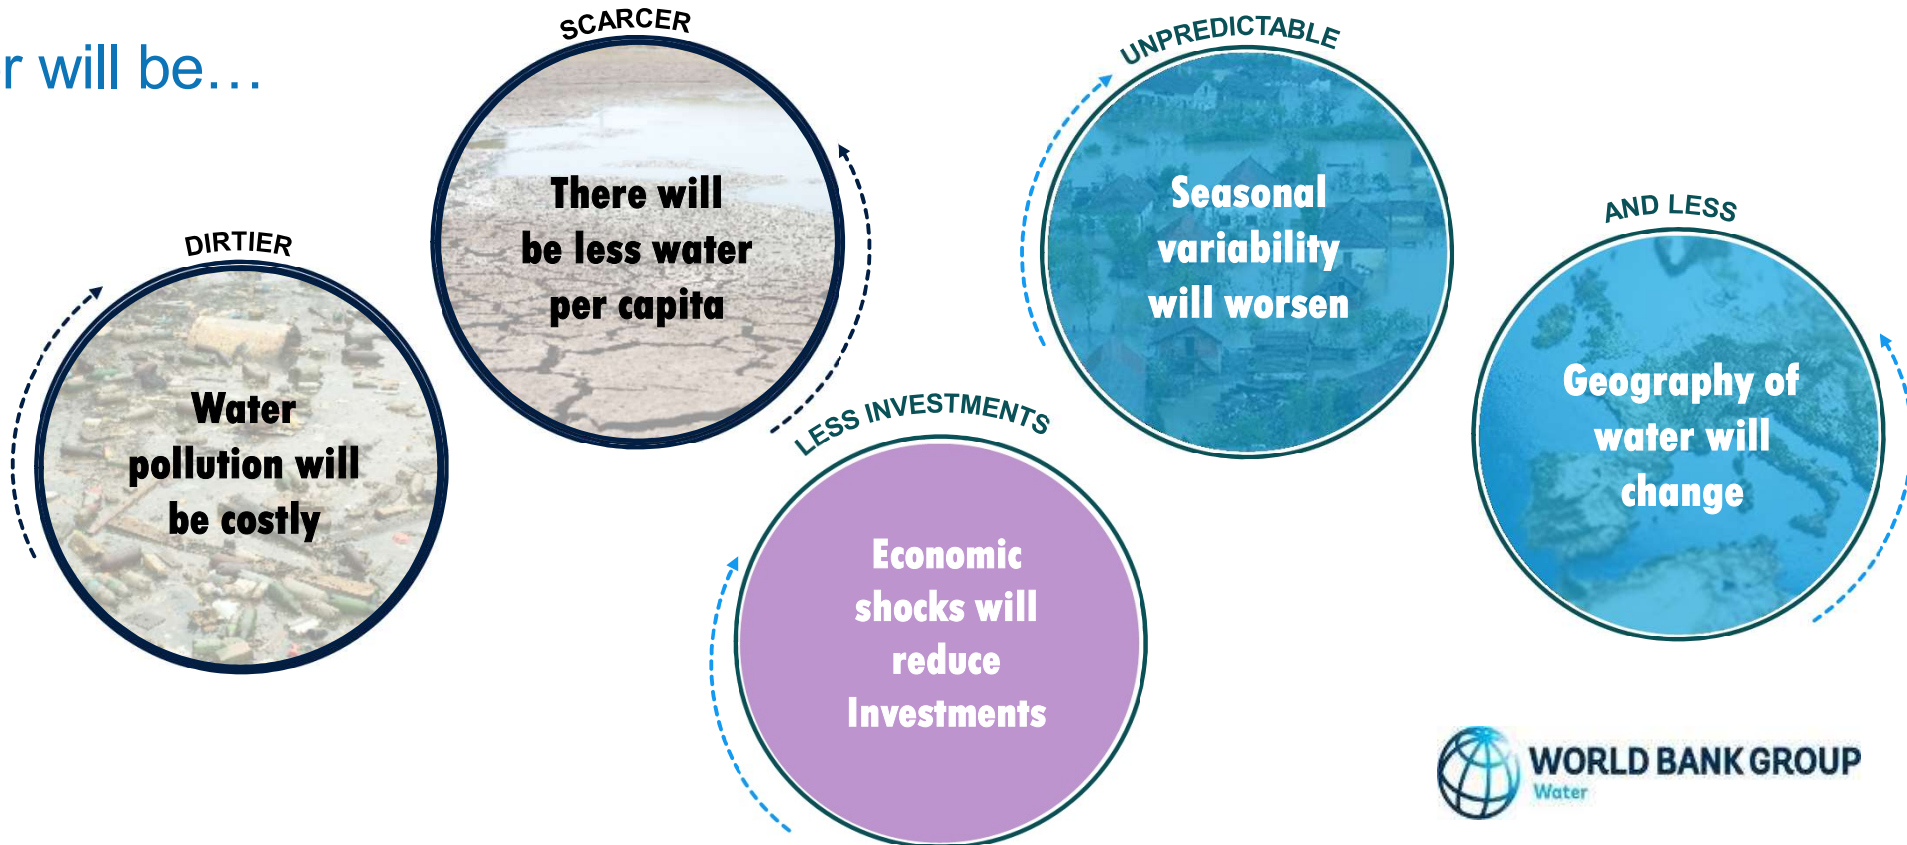 r will be...
DIRTIER
Water
pollution will
be costly
SCARCER
There will
be less water
per capita
LESS INVESTMENTS
Economic
shocks will
reduce
Investments
UNPREDICTABLE
Seasonal
variability
will worsen
AND LESS
Geography of
water will
change
WORLD BANK GROUP
Water